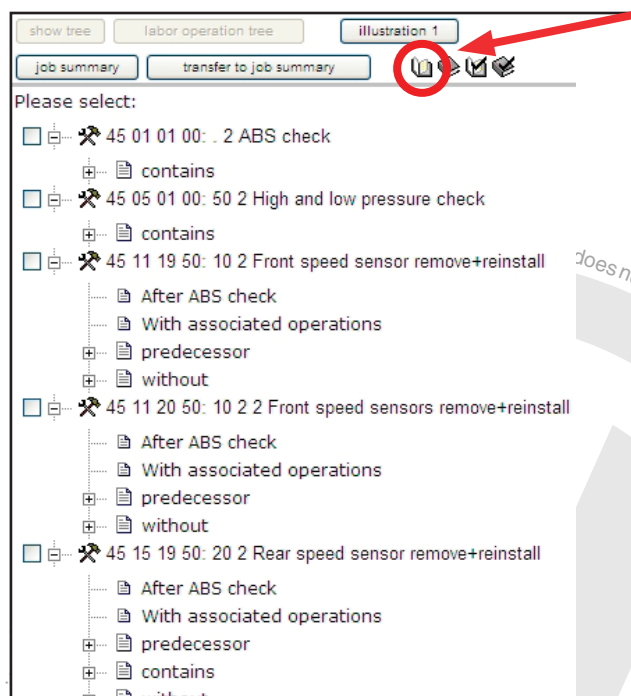 show tree labor operation tree illustration 1
job summary transfer to job summary
Please select:
45 01 01 00: . 2 ABS check
contains
45 05 01 00: 50 2 High and low pressure check
contains
45 11 19 50: 10 2 Front speed sensor remove+reinstall
After ABS check
With associated operations
predecessor
without
45 11 20 50: 10 2 2 Front speed sensors remove+reinstall
After ABS check
With associated operations
predecessor
without
45 15 19 50: 20 2 Rear speed sensor remove+reinstall
After ABS check
With associated operations
predecessor
contains
without
does